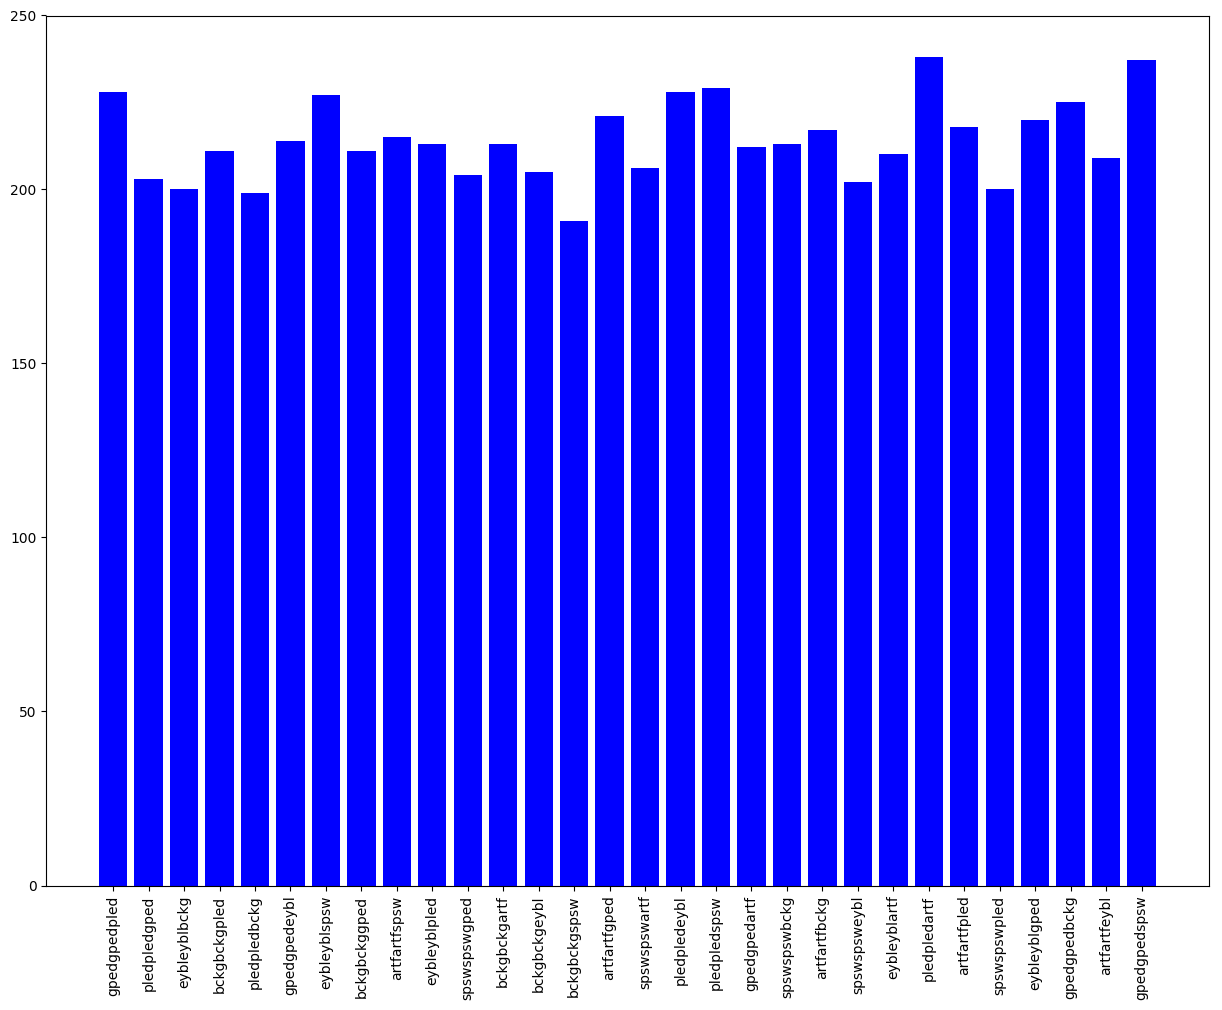 250
200
150
100
50
0
gpedgpedpled
pledpledgped
eybleyblbckg
bckgbckgpled
pledpledbckg
gpedgpedeybl
eybleyblspsw
bckgbckggped
artfartfspsw
eybleyblpled
spswspswgped
bckgbckgartf
bckgbckgeybl
bckgbckgspsw
artfartfgped
spswspswartf
pledpledeybl
pledpledspsw
gpedgpedartf
spswspswbckg
artfartfbckg
spswspsweybl
eybleyblartf
pledpledartf
artfartfpled
spswspswpled
eybleyblgped
gpedgpedbckg
artfartfeybl
gpedgpedspsw